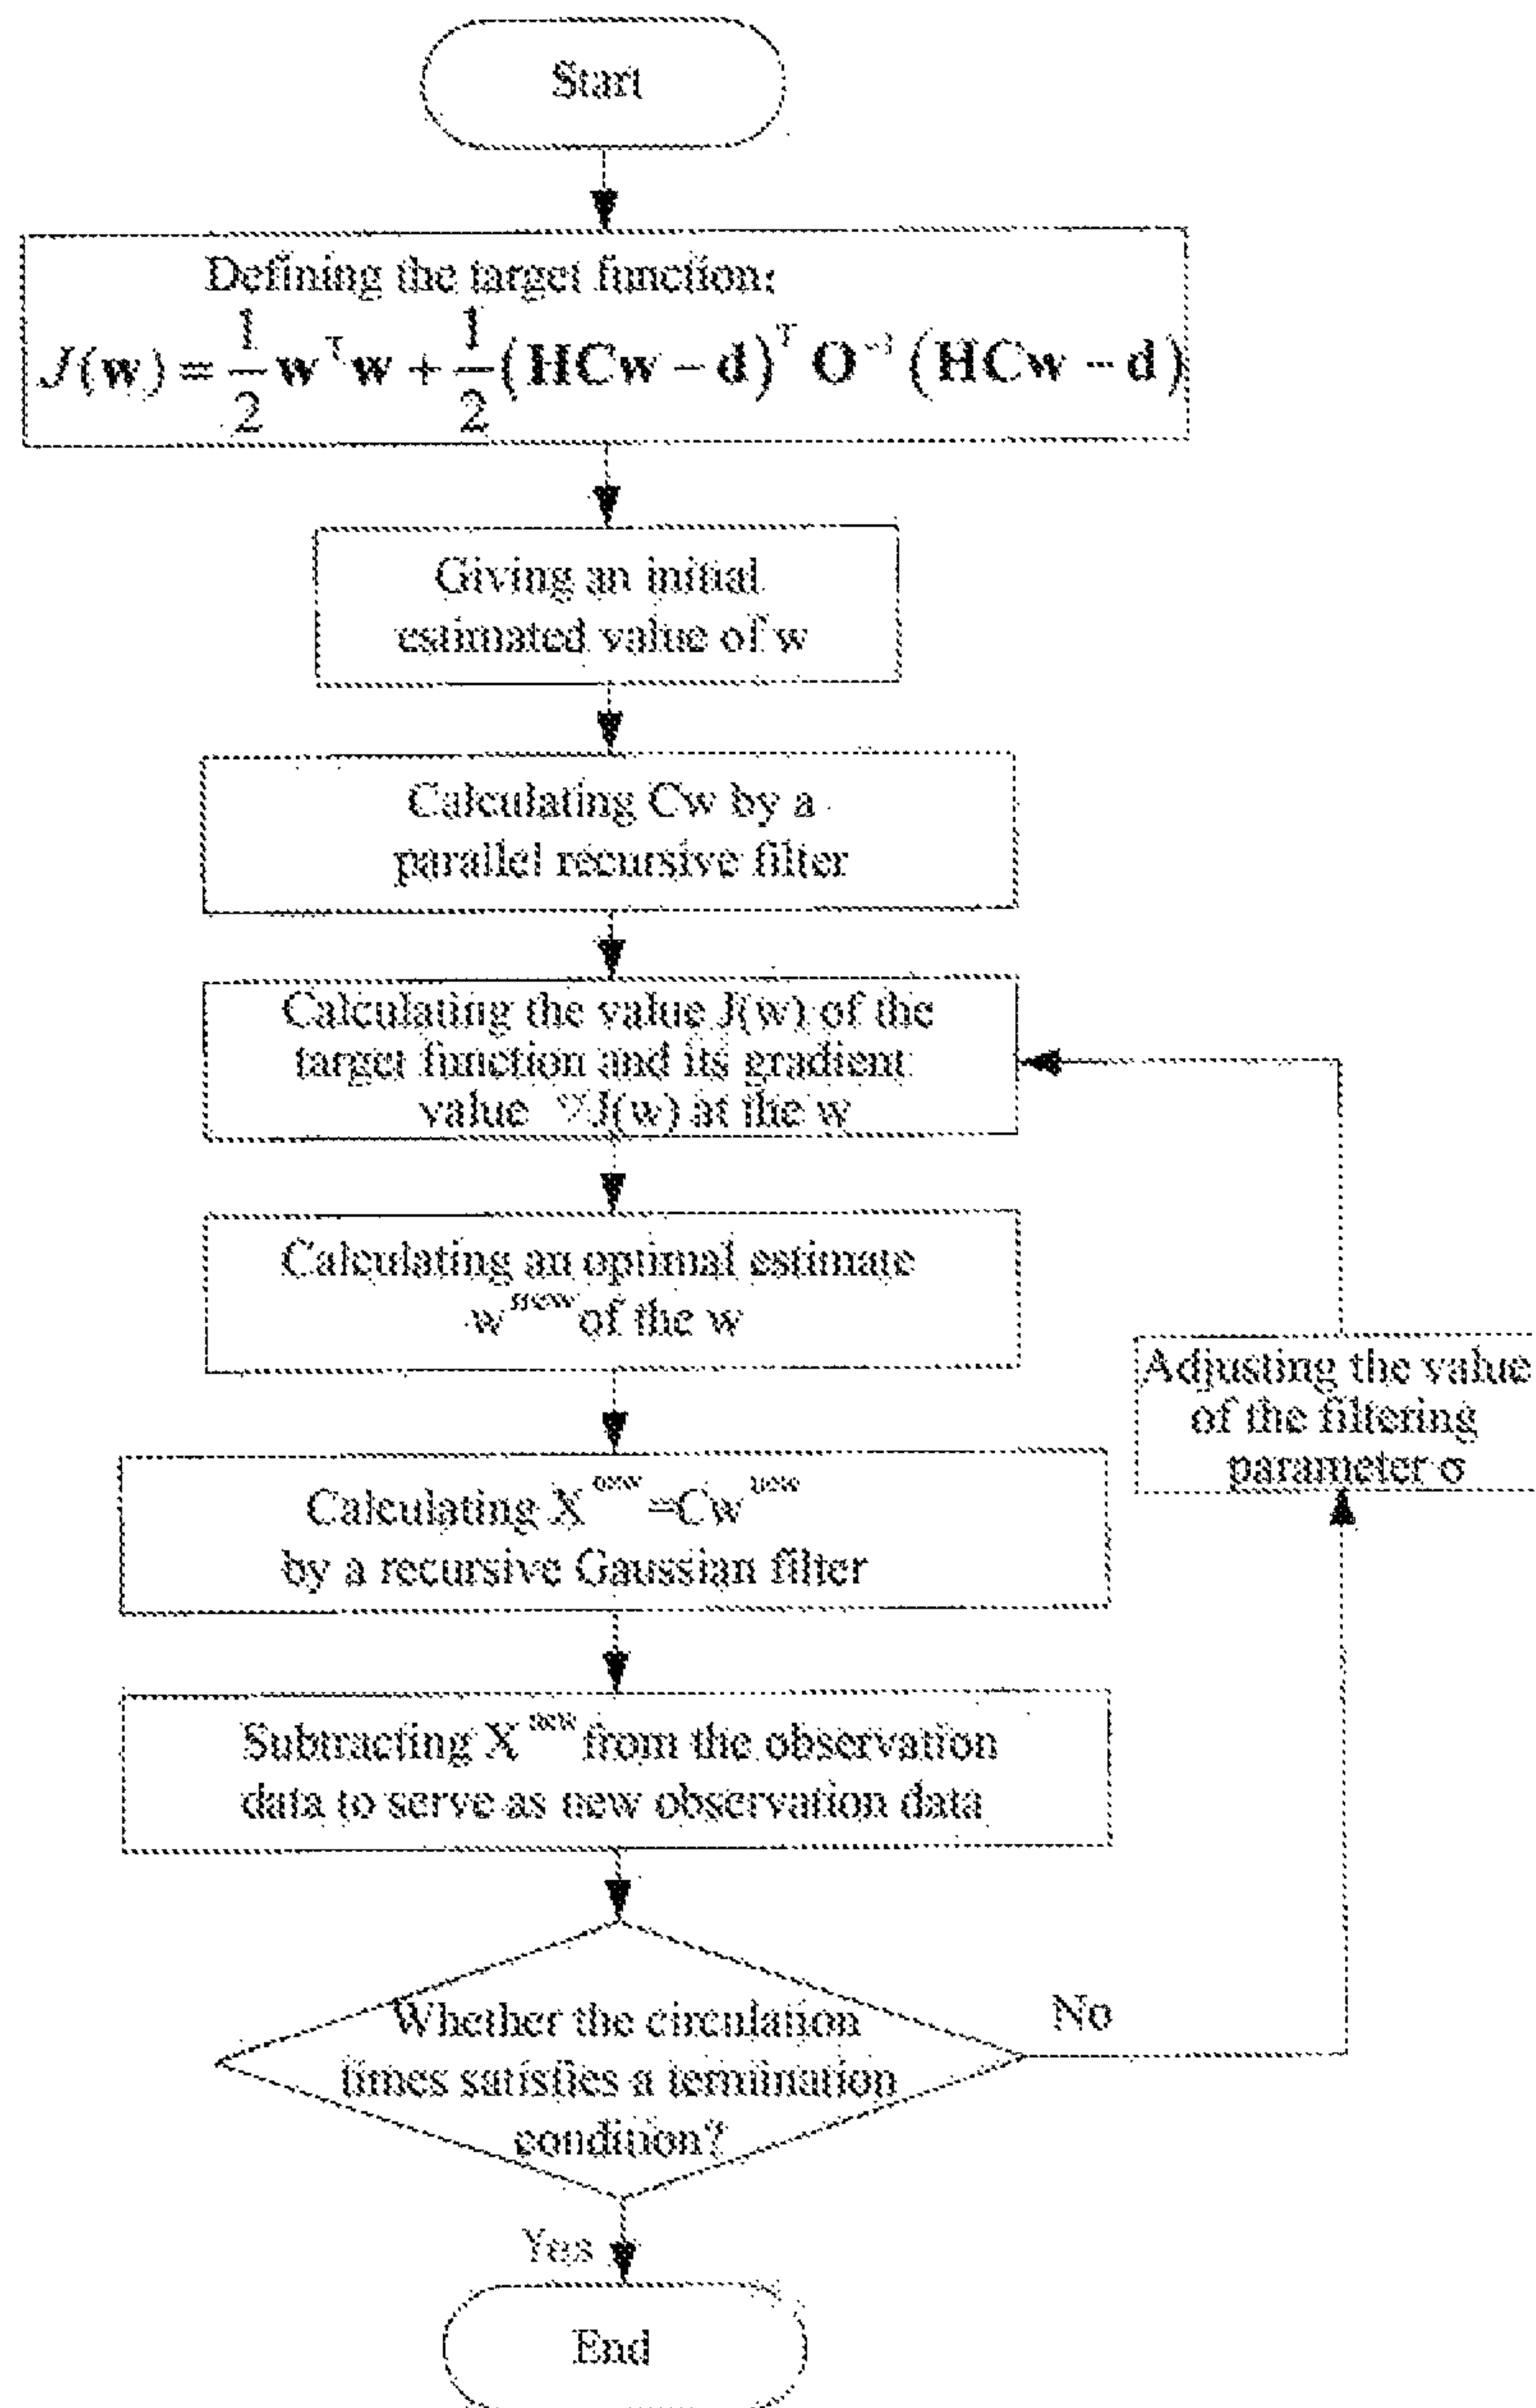 Start
Defining the target function:
J(w) = 1/2 w^T w + 1/2 (HCw - d)^T O^-1 (HCw - d)
Giving an initial
estimated value of w
Calculating Cw by a
parallel recursive filter
Calculating the value J(w) of the
target function and its gradient
value ∇J(w) at the w
Calculating an optimal estimate
w^new of the w
Calculating X^new=Cw^new
by a recursive Gaussian filter
Subtracting X^new from the observation
data to serve as new observation data
Adjusting the value
of the filtering
parameter σ
Whether the circulation
times satisfies a termination
condition?
No
Yes
End